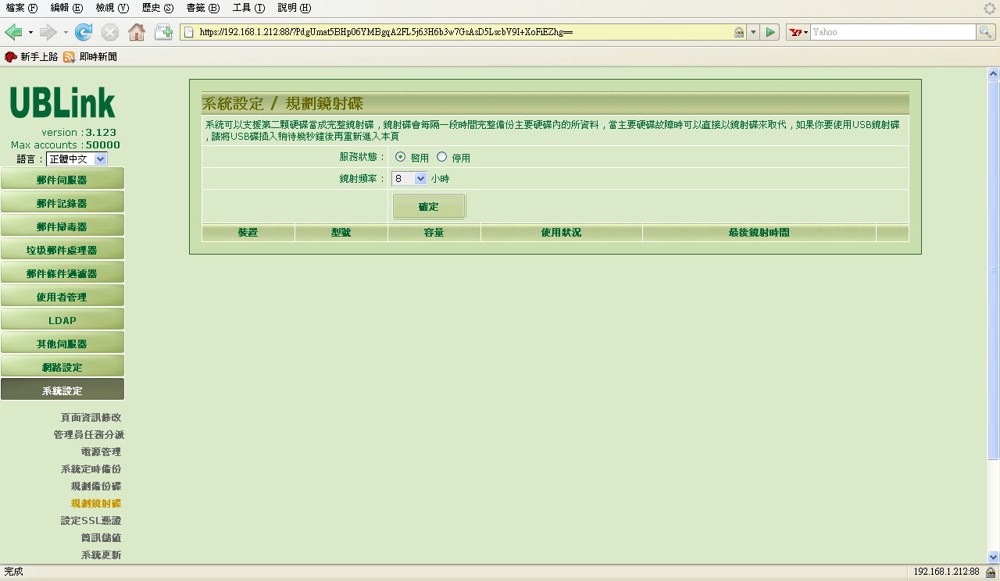 檔案(F) 編輯(E) 檢視(V) 歷史(S) 書籤(B) 工具(T) 說明(H)
https://192.168.1.212:88/?PdgUmat5BHp06YMBgqA2FL5j63H6b3w7GsAsD5LscbV9I+XoFiEZhg==
Yahoo
新手上路 即時新聞
UBLink
version : 3.123
Max accounts : 50000
語言： 正體中文
郵件伺服器
郵件記錄器
郵件掃毒器
垃圾郵件處理器
郵件條件過濾器
使用者管理
LDAP
其他伺服器
網路設定
系統設定
頁面資訊修改
管理員任務分派
電源管理
系統定時備份
規劃備份碟
規劃鏡射碟
設定SSL憑證
簡訊儲值
系統更新
系統設定 / 規劃鏡射碟
系統可以支援第二顆硬碟當成完整鏡射碟，鏡射碟會每隔一段時間完整備份主要硬碟內的所資料，當主要硬碟故障時可以直接以鏡射碟來取代，如果你要使用USB鏡射碟
，請將USB碟插入稍待幾秒鐘後再重新進入本頁
服務狀態： 啓用 停用
鏡射頻率： 8 小時
確定
裝置 型號 容量 使用狀況 最後鏡射時間
完成 192.168.1.212:88